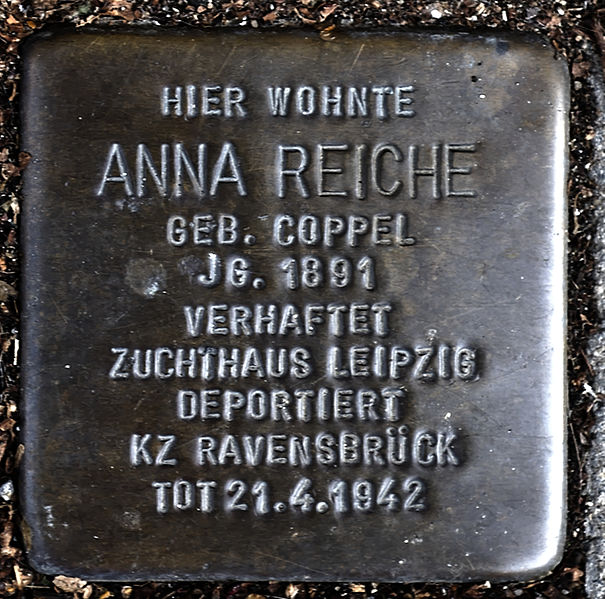 HIER WOHNTE
ANNA REICHE
GEB. COPPEL
JG. 1891
VERHAFTET
ZUCHTHAUS LEIPZIG
DEPORTIERT
KZ RAVENSBRÜCK
TOT 21.4.1942